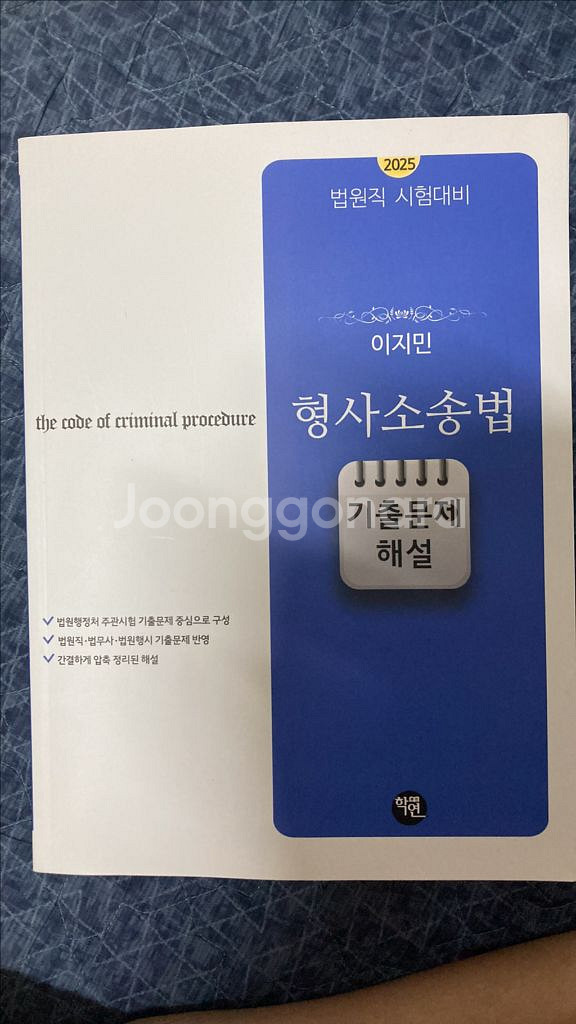 2025
법원직 시험대비
이지민
형사소송법
the code of criminal procedure
기출문제
해설
Joonggonara
법원행정처 주관시험 기출문제 중심으로 구성
법원직·법무사·법원행시 기출문제 반영
간결하게 압축 정리된 해설
학연